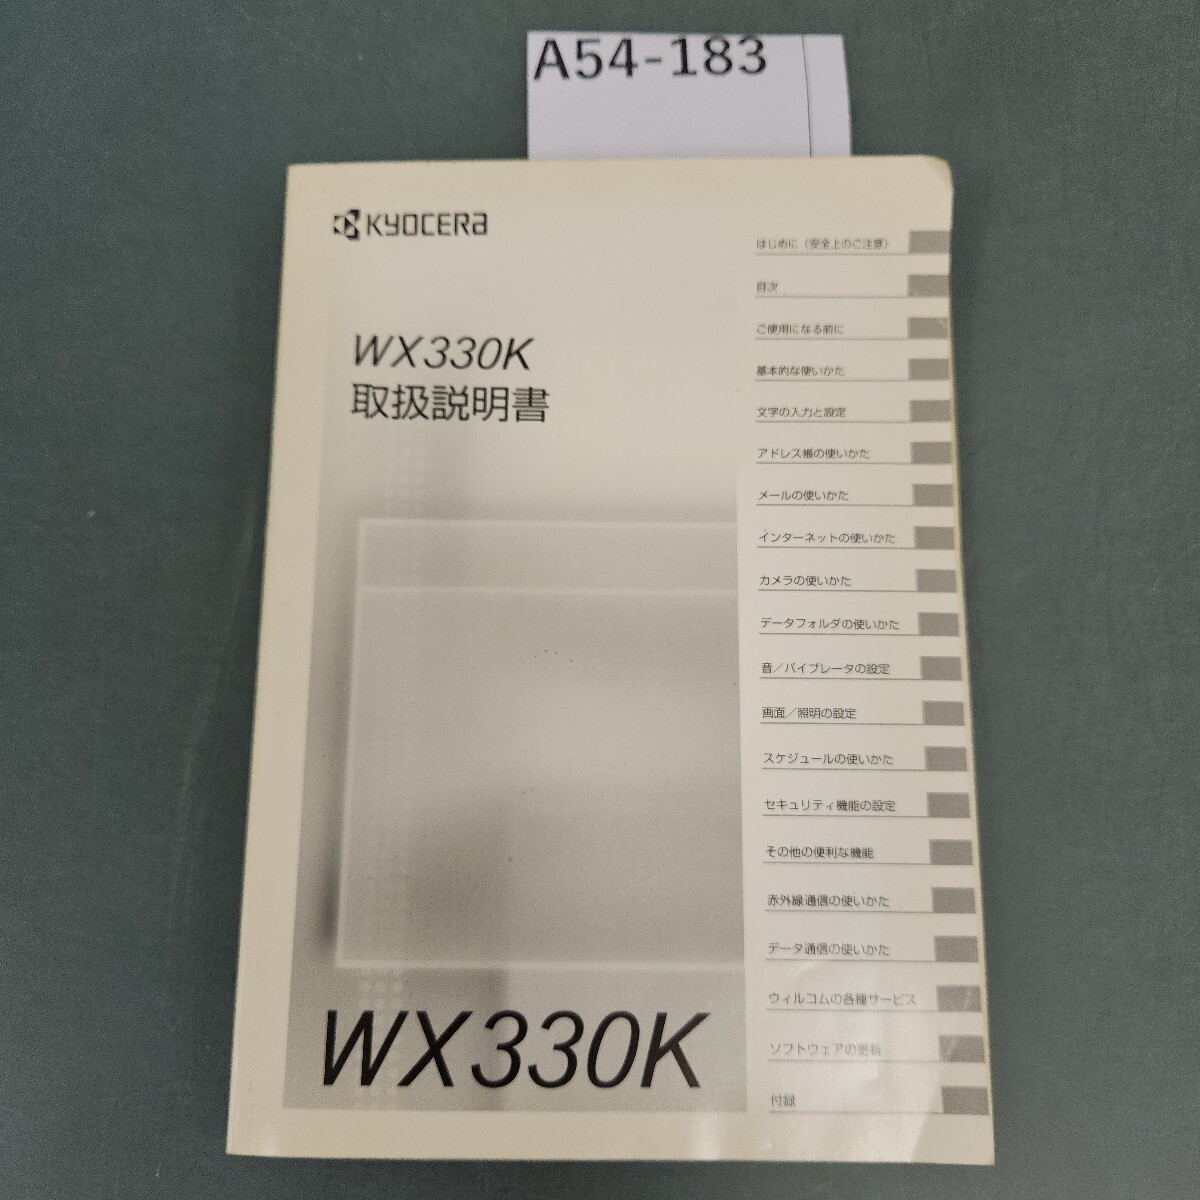 A54-183
KYOCERA
WX330K
取扱説明書
はじめに（安全上のご注意）
目次
ご使用になる前に
基本的な使いかた
文字の入力と設定
アドレス帳の使いかた
メールの使いかた
インターネットの使いかた
カメラの使いかた
データフォルダの使いかた
音／バイブレータの設定
画面／照明の設定
スケジュールの使いかた
セキュリティ機能の設定
その他の便利な機能
赤外線通信の使いかた
データ通信の使いかた
ウィルコムの各種サービス
ソフトウェアの更新
付録
WX330K